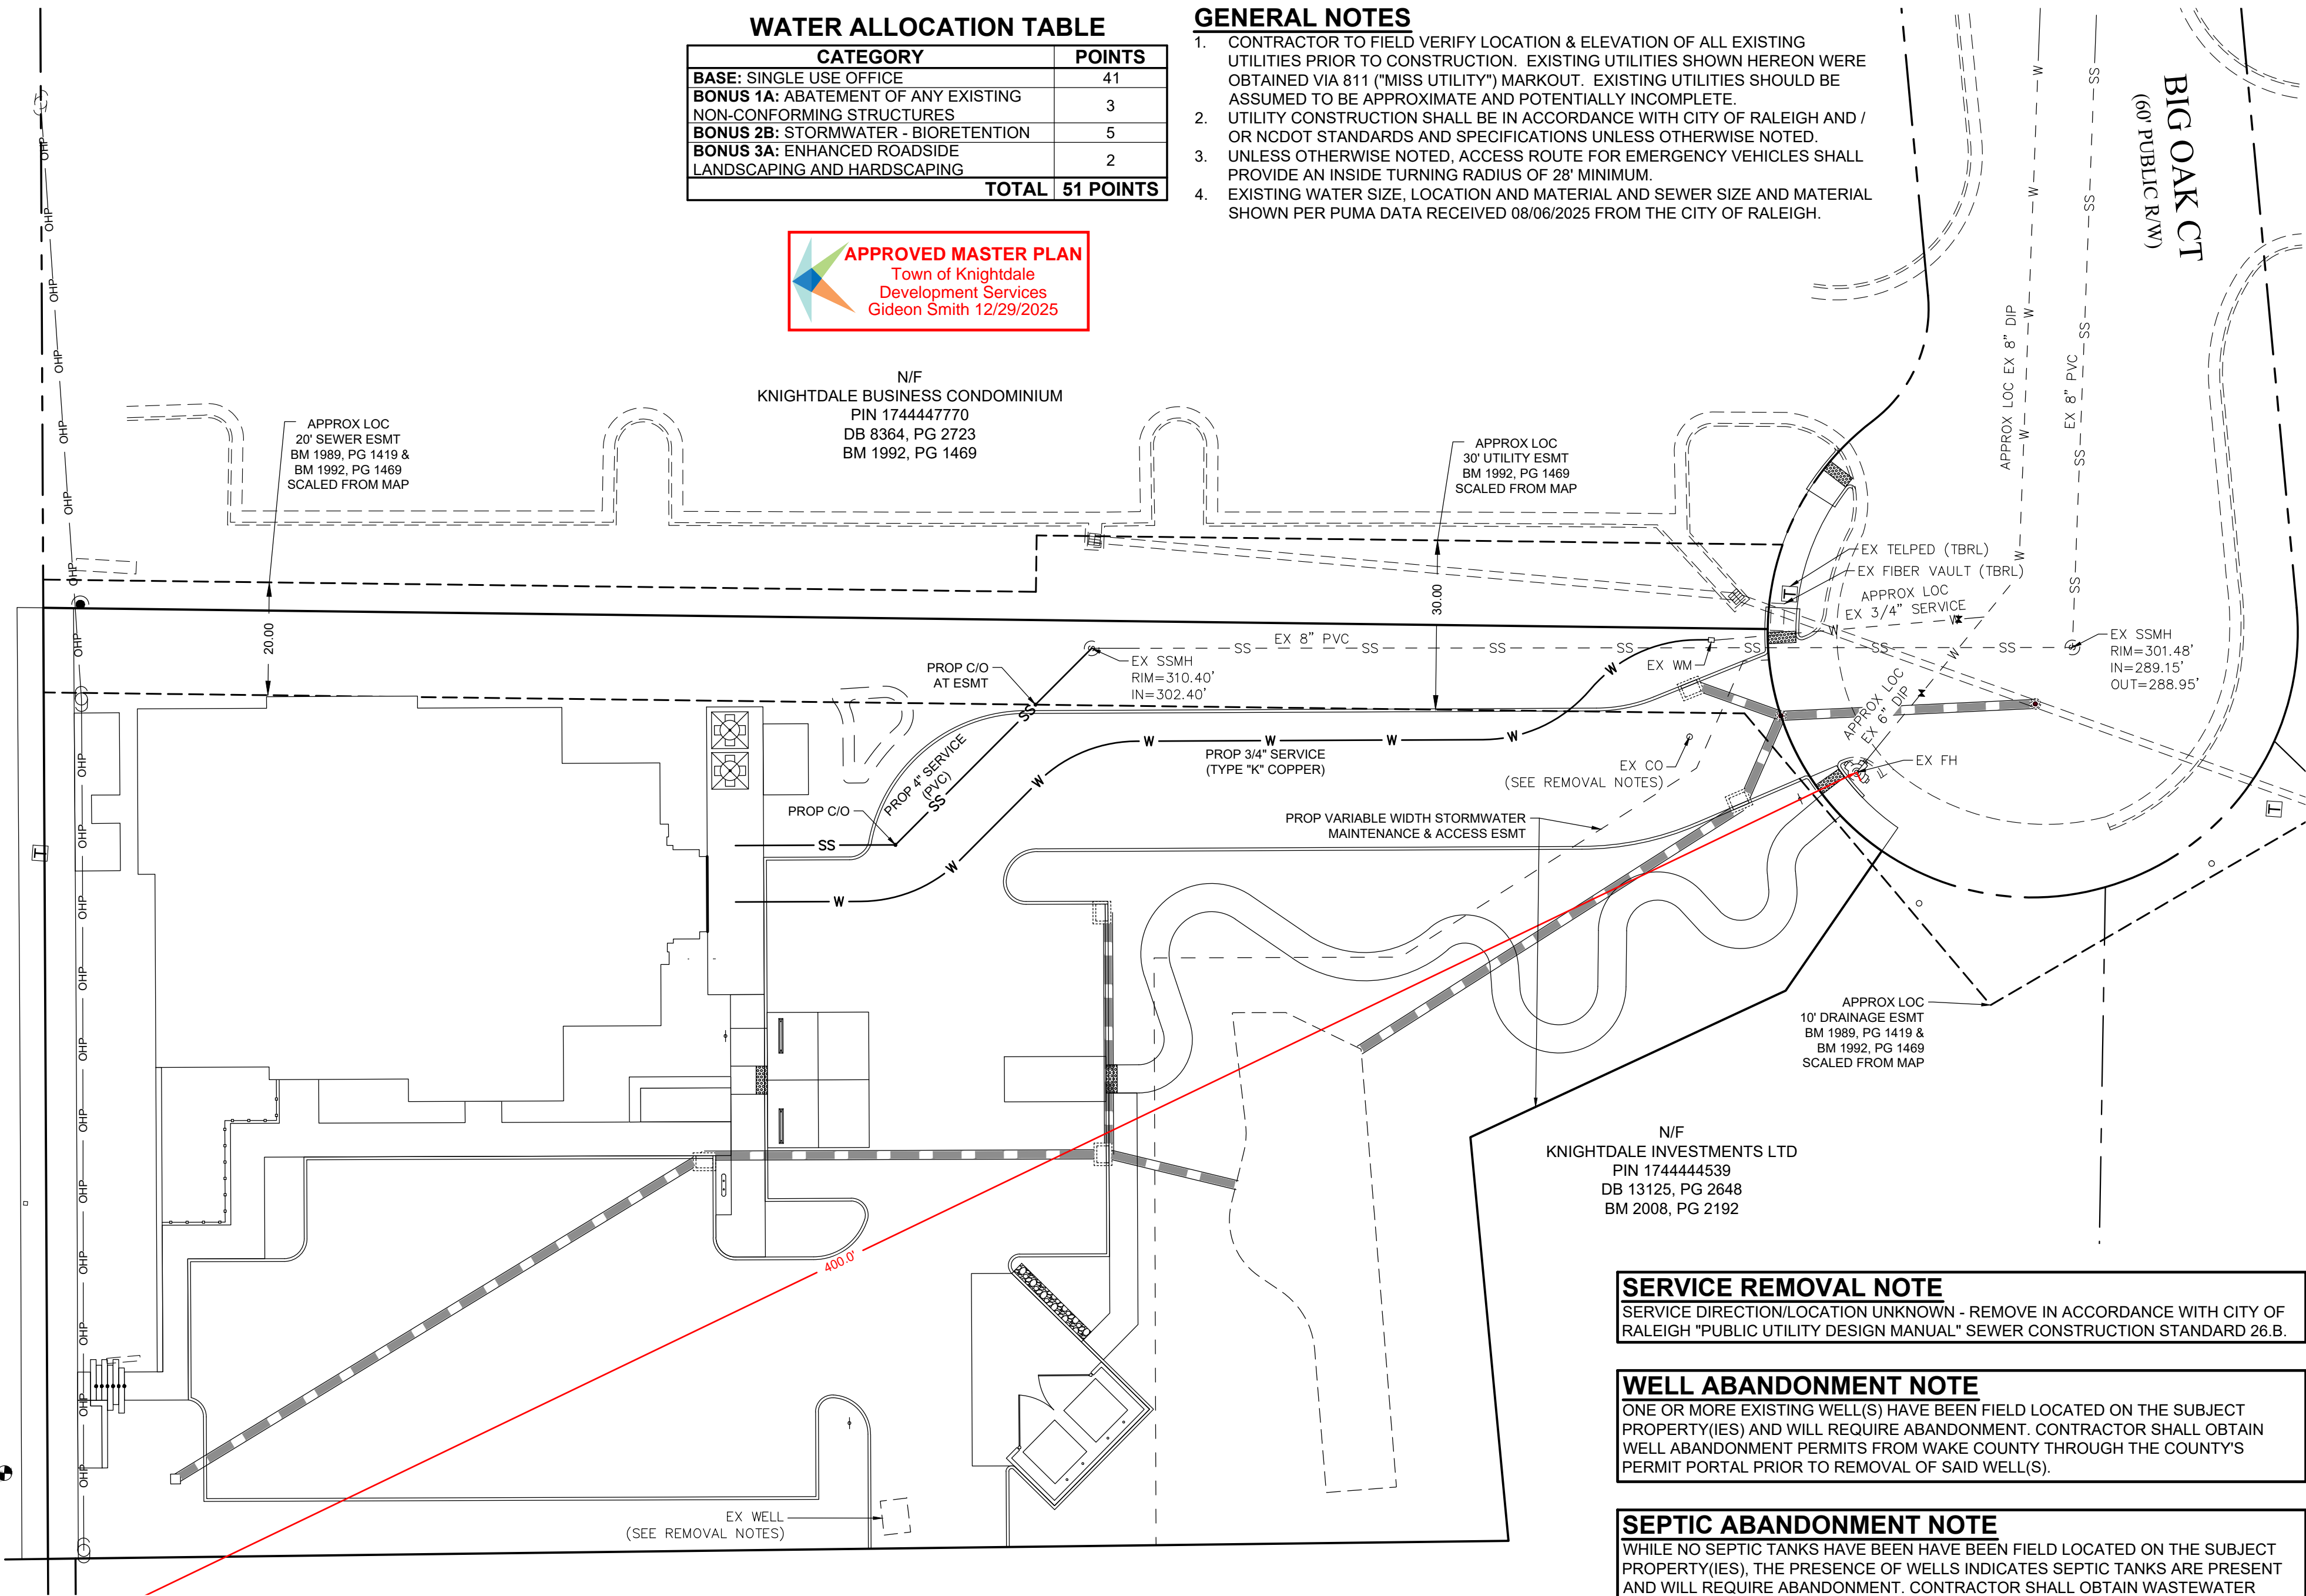 WATER ALLOCATION TABLE
CATEGORY POINTS
BASE: SINGLE USE OFFICE 41
BONUS 1A: ABATEMENT OF ANY EXISTING
NON-CONFORMING STRUCTURES 3
BONUS 2B: STORMWATER - BIORETENTION 5
BONUS 3A: ENHANCED ROADSIDE
LANDSCAPING AND HARDSCAPING 2
TOTAL 51 POINTS
GENERAL NOTES
1. CONTRACTOR TO FIELD VERIFY LOCATION & ELEVATION OF ALL EXISTING
UTILITIES PRIOR TO CONSTRUCTION. EXISTING UTILITIES SHOWN HEREON WERE
OBTAINED VIA 811 ("MISS UTILITY") MARKOUT. EXISTING UTILITIES SHOULD BE
ASSUMED TO BE APPROXIMATE AND POTENTIALLY INCOMPLETE.
2. UTILITY CONSTRUCTION SHALL BE IN ACCORDANCE WITH CITY OF RALEIGH AND /
OR NCDOT STANDARDS AND SPECIFICATIONS UNLESS OTHERWISE NOTED.
3. UNLESS OTHERWISE NOTED, ACCESS ROUTE FOR EMERGENCY VEHICLES SHALL
PROVIDE AN INSIDE TURNING RADIUS OF 28' MINIMUM.
4. EXISTING WATER SIZE, LOCATION AND MATERIAL AND SEWER SIZE AND MATERIAL
SHOWN PER PUMA DATA RECEIVED 08/06/2025 FROM THE CITY OF RALEIGH.
APPROVED MASTER PLAN
Town of Knightdale
Development Services
Gideon Smith 12/29/2025
BIG OAK CT
(60' PUBLIC R/W)
N/F
KNIGHTDALE BUSINESS CONDOMINIUM
PIN 1744447770
DB 8364, PG 2723
BM 1992, PG 1469
APPROX LOC
20' SEWER ESMT
BM 1989, PG 1419 &
BM 1992, PG 1469
SCALED FROM MAP
APPROX LOC
30' UTILITY ESMT
BM 1992, PG 1469
SCALED FROM MAP
APPROX LOC EX 8" DIP
EX 8" PVC
EX TELPED (TBRL)
EX FIBER VAULT (TBRL)
APPROX LOC
EX 3/4" SERVICE
20.00
30.00
EX 8" PVC
PROP C/O
AT ESMT
EX SSMH
RIM=310.40'
IN=302.40'
EX WM
EX SSMH
RIM=301.48'
IN=289.15'
OUT=288.95'
APPROX LOC
EX 6" DIP
PROP 4" SERVICE
(PVC)
PROP 3/4" SERVICE
(TYPE "K" COPPER)
EX CO
(SEE REMOVAL NOTES)
EX FH
PROP C/O
PROP VARIABLE WIDTH STORMWATER
MAINTENANCE & ACCESS ESMT
APPROX LOC
10' DRAINAGE ESMT
BM 1989, PG 1419 &
BM 1992, PG 1469
SCALED FROM MAP
N/F
KNIGHTDALE INVESTMENTS LTD
PIN 1744444539
DB 13125, PG 2648
BM 2008, PG 2192
400.0'
EX WELL
(SEE REMOVAL NOTES)
SERVICE REMOVAL NOTE
SERVICE DIRECTION/LOCATION UNKNOWN - REMOVE IN ACCORDANCE WITH CITY OF
RALEIGH "PUBLIC UTILITY DESIGN MANUAL" SEWER CONSTRUCTION STANDARD 26.B.
WELL ABANDONMENT NOTE
ONE OR MORE EXISTING WELL(S) HAVE BEEN FIELD LOCATED ON THE SUBJECT
PROPERTY(IES) AND WILL REQUIRE ABANDONMENT. CONTRACTOR SHALL OBTAIN
WELL ABANDONMENT PERMITS FROM WAKE COUNTY THROUGH THE COUNTY'S
PERMIT PORTAL PRIOR TO REMOVAL OF SAID WELL(S).
SEPTIC ABANDONMENT NOTE
WHILE NO SEPTIC TANKS HAVE BEEN HAVE BEEN FIELD LOCATED ON THE SUBJECT
PROPERTY(IES), THE PRESENCE OF WELLS INDICATES SEPTIC TANKS ARE PRESENT
AND WILL REQUIRE ABANDONMENT. CONTRACTOR SHALL OBTAIN WASTEWATER